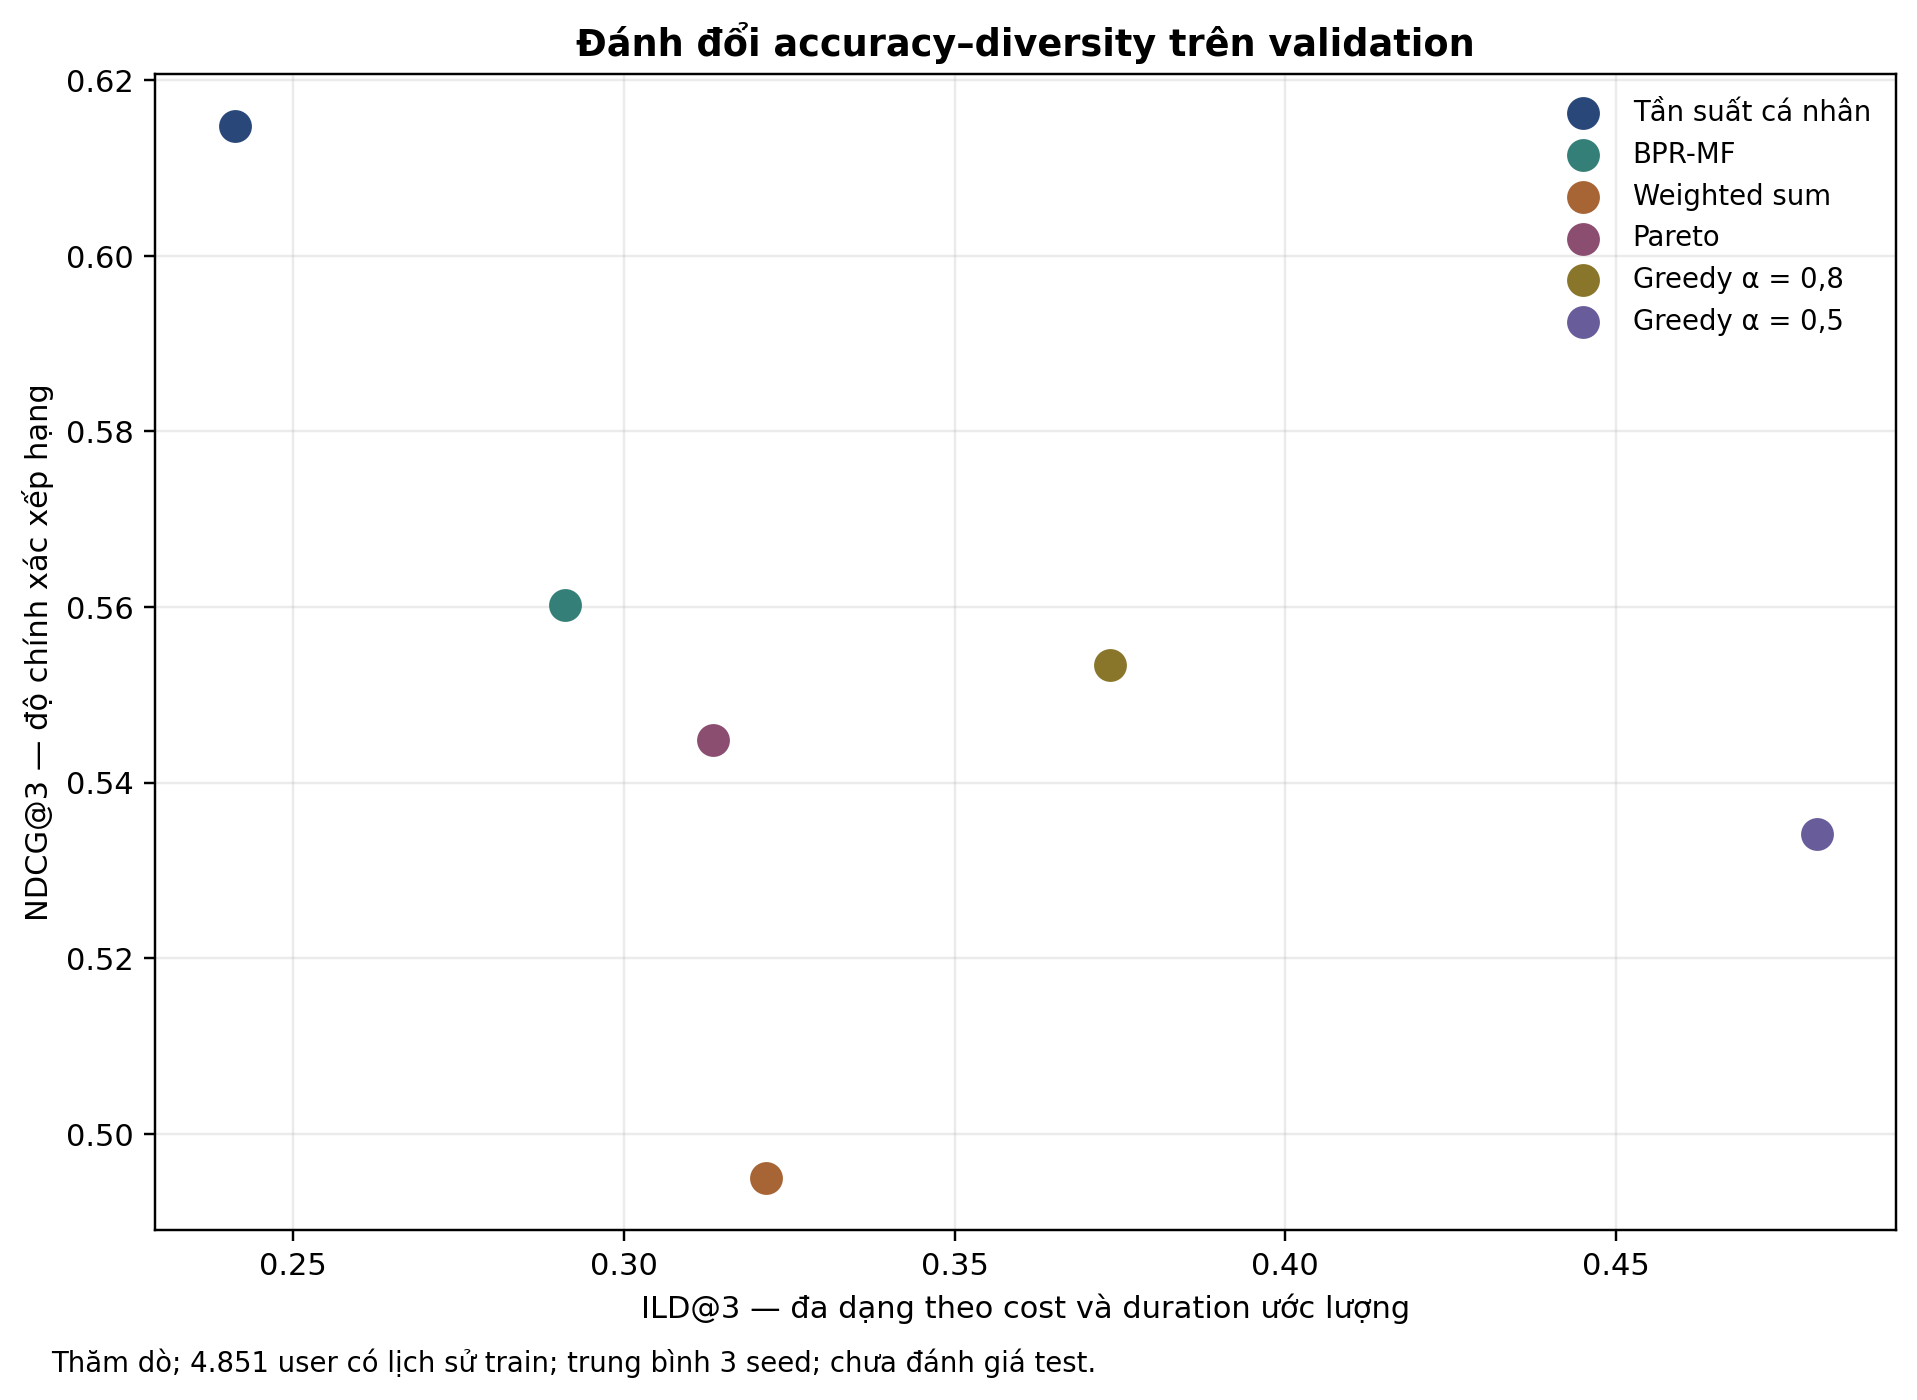 Đánh đổi accuracy–diversity trên validation
NDCG@3 — độ chính xác xếp hạng
0.62
0.60
0.58
0.56
0.54
0.52
0.50
Tần suất cá nhân
BPR-MF
Weighted sum
Pareto
Greedy α = 0,8
Greedy α = 0,5
0.25
0.30
0.35
0.40
0.45
ILD@3 — đa dạng theo cost và duration ước lượng
Thăm dò; 4.851 user có lịch sử train; trung bình 3 seed; chưa đánh giá test.